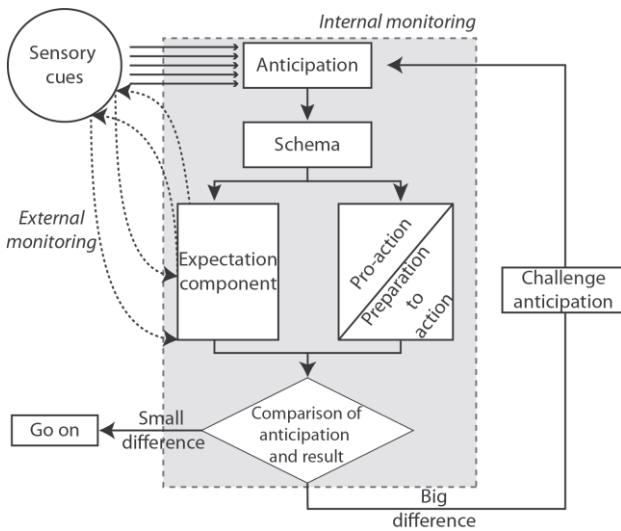 Internal monitoring
Sensory
cues
Anticipation
Schema
External
monitoring
Expectation
component
Pro-action
Preparation
to
action
Challenge
anticipation
Comparison of
anticipation
and result
Small
difference
Go on
Big
difference